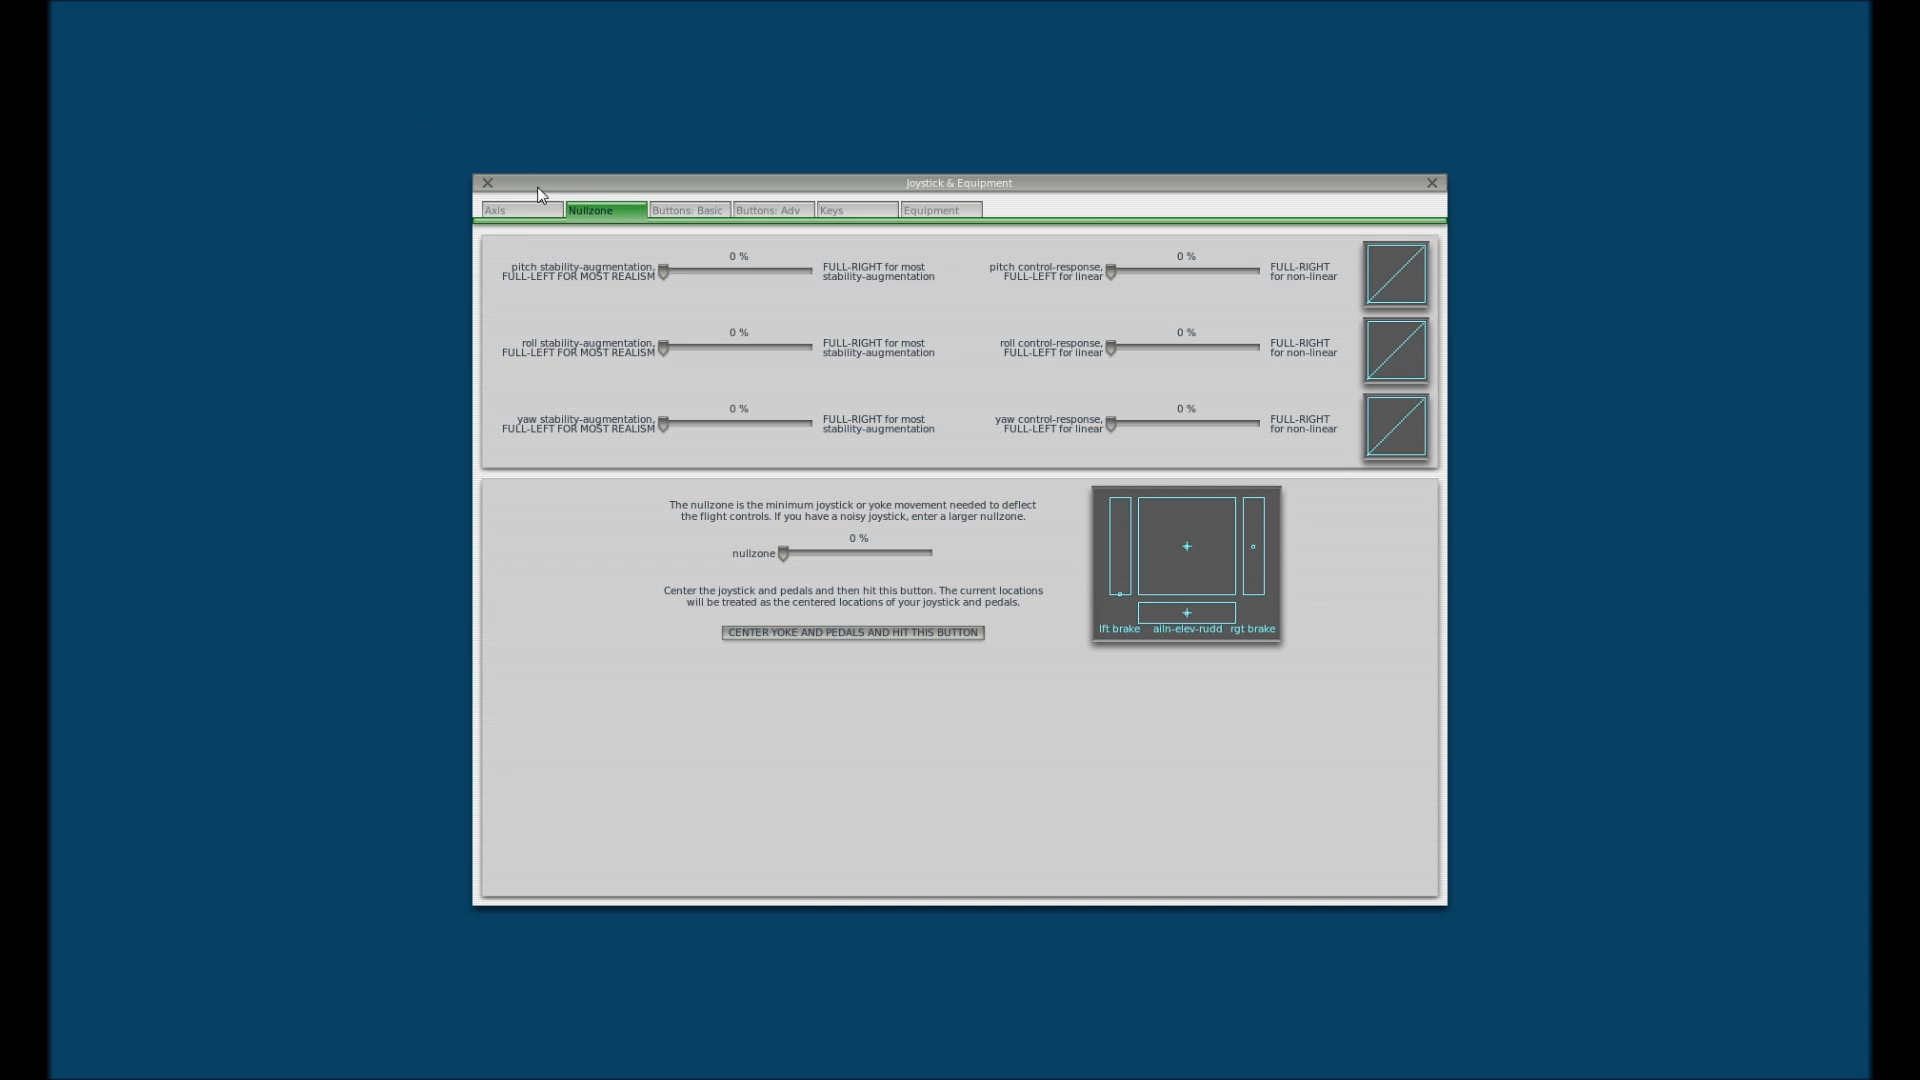 Joystick & Equipment
Axis
Nullzone
Buttons: Basic
Buttons: Adv
Keys
Equipment
0 %
pitch stability-augmentation,
FULL-LEFT FOR MOST REALISM
FULL-RIGHT for most
stability-augmentation
0 %
pitch control-response,
FULL-LEFT for linear
FULL-RIGHT
for non-linear
0 %
roll stability-augmentation,
FULL-LEFT FOR MOST REALISM
FULL-RIGHT for most
stability-augmentation
0 %
roll control-response,
FULL-LEFT for linear
FULL-RIGHT
for non-linear
0 %
yaw stability-augmentation,
FULL-LEFT FOR MOST REALISM
FULL-RIGHT for most
stability-augmentation
0 %
yaw control-response,
FULL-LEFT for linear
FULL-RIGHT
for non-linear
The nullzone is the minimum joystick or yoke movement needed to deflect
the flight controls. If you have a noisy joystick, enter a larger nullzone.
0 %
nullzone
Center the joystick and pedals and then hit this button. The current locations
will be treated as the centered locations of your joystick and pedals.
CENTER YOKE AND PEDALS AND HIT THIS BUTTON
lft brake
ailn-elev-rudd
rgt brake